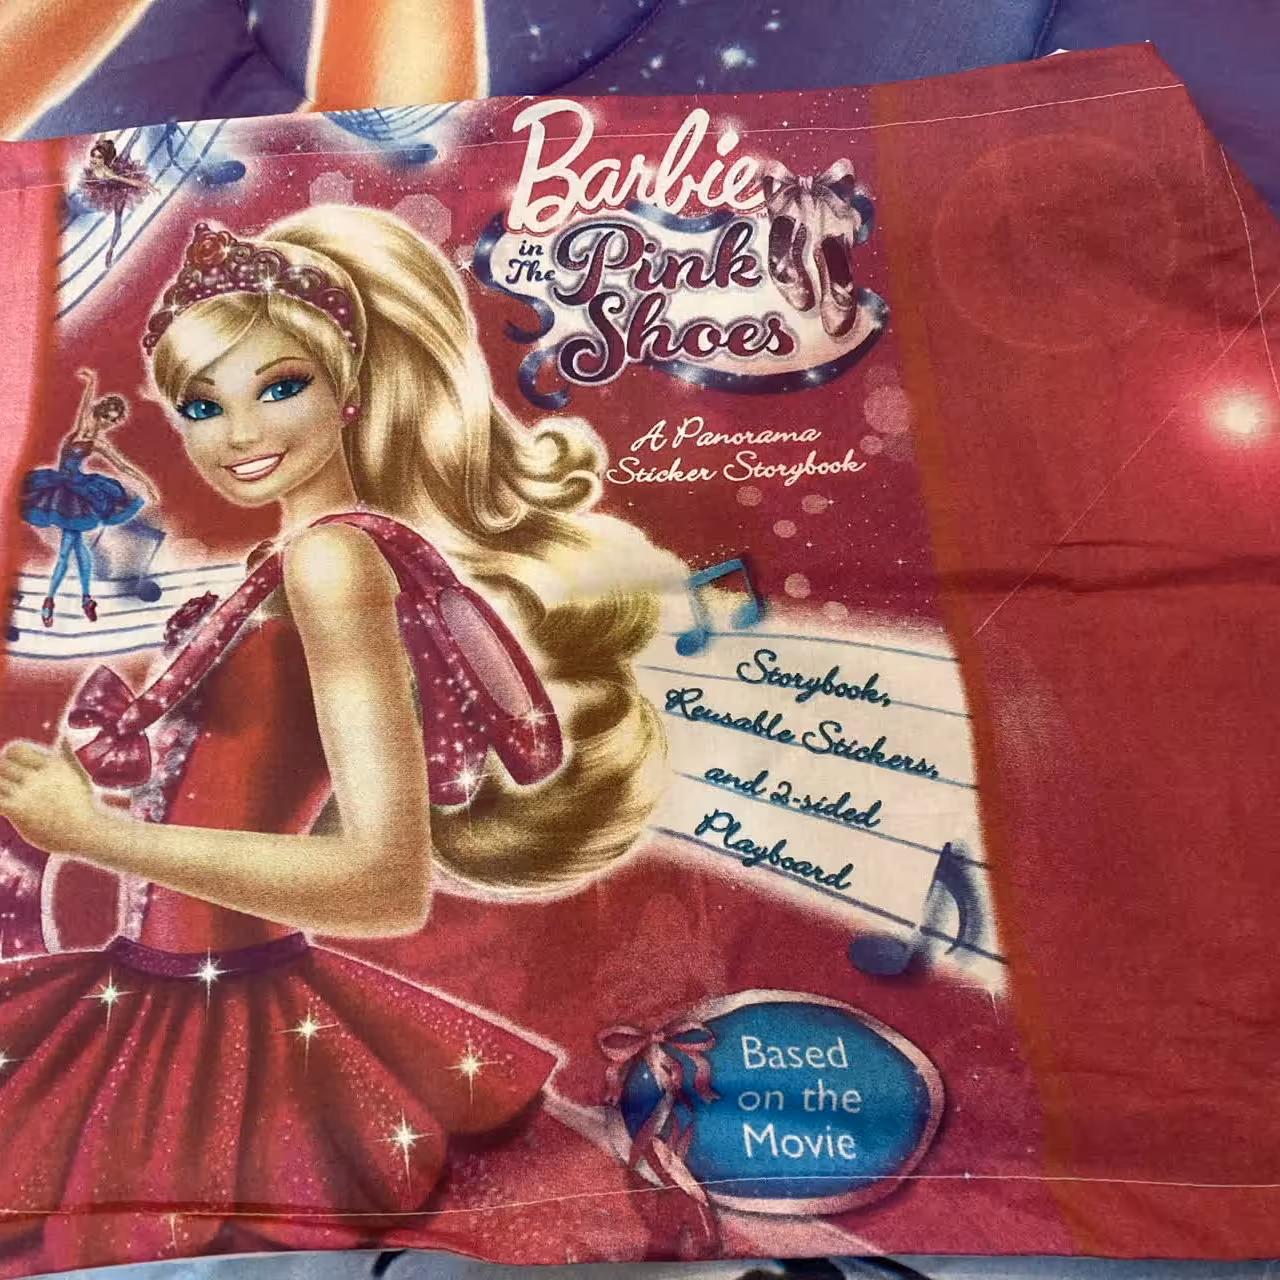 Barbie
in
The Pink
Shoes
A Panorama
Sticker Storybook
Storybook,
Reusable Stickers,
and 2-sided
Playboard
Based
on the
Movie